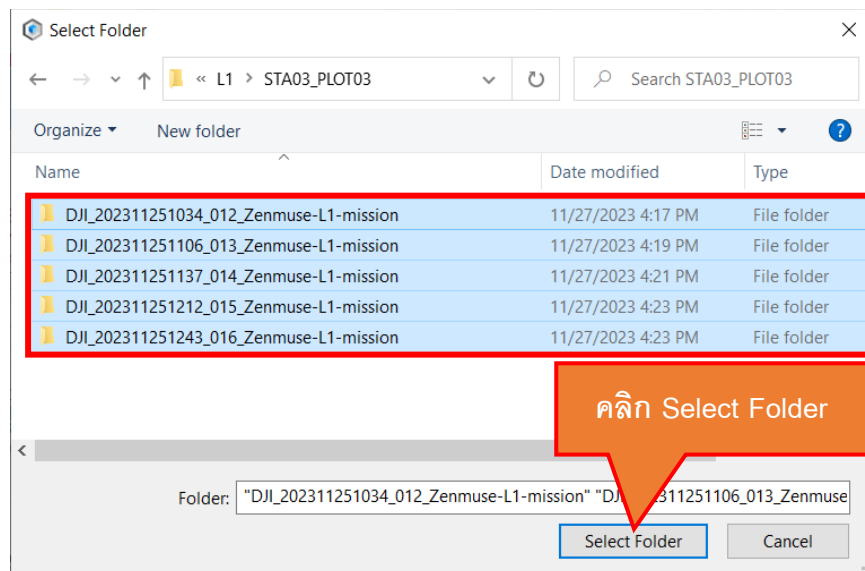 Select Folder
« L1 > STA03_PLOT03
Search STA03_PLOT03
Organize
New folder
Name Date modified Type
DJI_202311251034_012_Zenmuse-L1-mission 11/27/2023 4:17 PM File folder
DJI_202311251106_013_Zenmuse-L1-mission 11/27/2023 4:19 PM File folder
DJI_202311251137_014_Zenmuse-L1-mission 11/27/2023 4:21 PM File folder
DJI_202311251212_015_Zenmuse-L1-mission 11/27/2023 4:23 PM File folder
DJI_202311251243_016_Zenmuse-L1-mission 11/27/2023 4:23 PM File folder
คลิก Select Folder
Folder: "DJI_202311251034_012_Zenmuse-L1-mission" "DJ 311251106_013_Zenmuse
Select Folder
Cancel